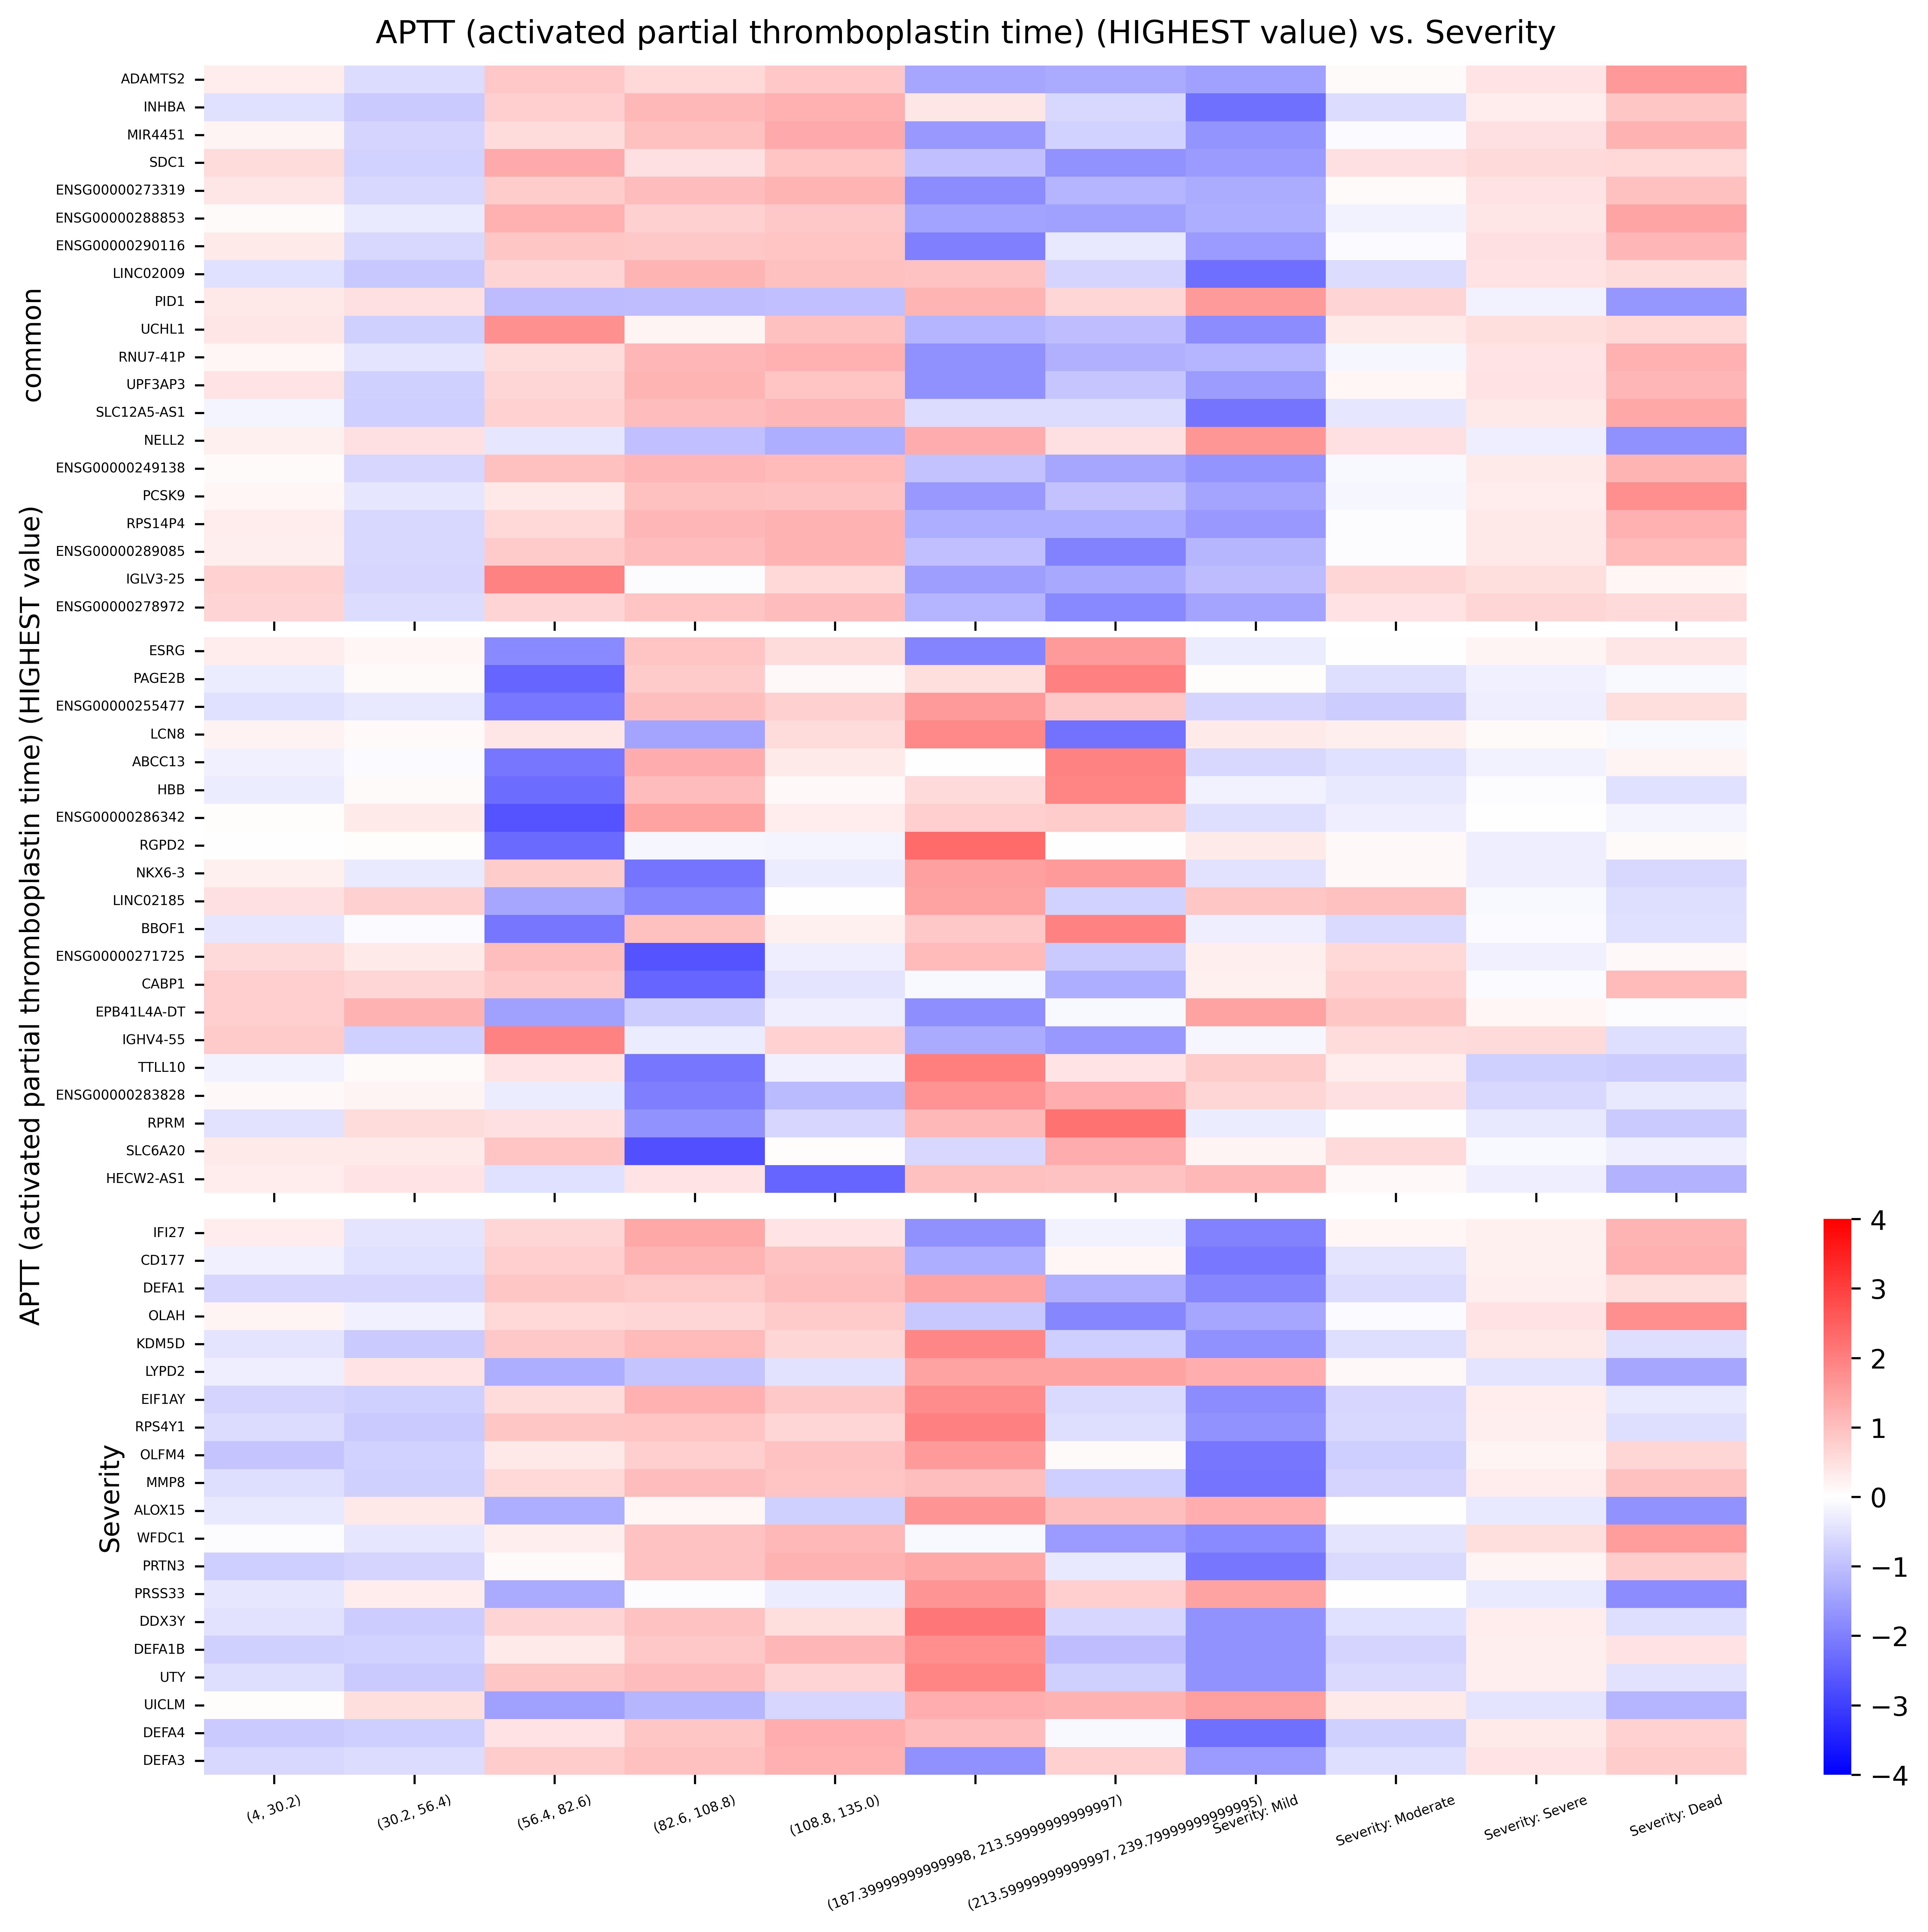 APTT (activated partial thromboplastin time) (HIGHEST value) vs. Severity
common
ADAMTS2
INHBA
MIR4451
SDC1
ENSG00000273319
ENSG00000288853
ENSG00000290116
LINC02009
PID1
UCHL1
RNU7-41P
UPF3AP3
SLC12A5-AS1
NELL2
ENSG00000249138
PCSK9
RPS14P4
ENSG00000289085
IGLV3-25
ENSG00000278972
APTT (activated partial thromboplastin time) (HIGHEST value)
ESRG
PAGE2B
ENSG00000255477
LCN8
ABCC13
HBB
ENSG00000286342
RGPD2
NKX6-3
LINC02185
BBOF1
ENSG00000271725
CABP1
EPB41L4A-DT
IGHV4-55
TTLL10
ENSG00000283828
RPRM
SLC6A20
HECW2-AS1
Severity
IFI27
CD177
DEFA1
OLAH
KDM5D
LYPD2
EIF1AY
RPS4Y1
OLFM4
MMP8
ALOX15
WFDC1
PRTN3
PRSS33
DDX3Y
DEFA1B
UTY
UICLM
DEFA4
DEFA3
(4, 30.2)
(30.2, 56.4)
(56.4, 82.6)
(82.6, 108.8)
(108.8, 135.0)
(187.39999999999998, 213.59999999999997)
(213.59999999999997, 239.79999999999995)
Severity: Mild
Severity: Moderate
Severity: Severe
Severity: Dead
4
3
2
1
0
−1
−2
−3
−4